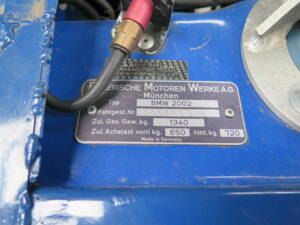 ERISCHE MOTOREN WERKE A.G.
München
Typ BMW 2002
Fahrgest. Nr.
Zul. Ges. Gew. kg. 1340
Zul. Achslast vorn kg. 650 hint. kg. 720
Made in Germany